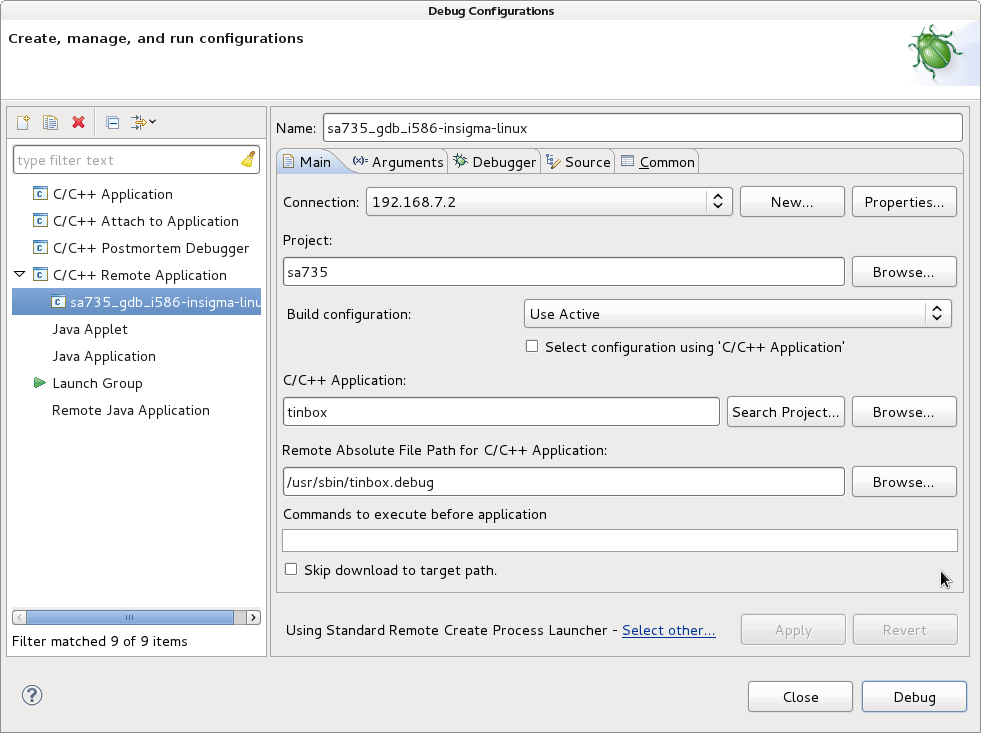 Debug Configurations
Create, manage, and run configurations
type filter text
C/C++ Application
C/C++ Attach to Application
C/C++ Postmortem Debugger
C/C++ Remote Application
sa735_gdb_i586-insigma-linu
Java Applet
Java Application
Launch Group
Remote Java Application
Filter matched 9 of 9 items
Name: sa735_gdb_i586-insigma-linux
Main Arguments Debugger Source Common
Connection: 192.168.7.2 New... Properties...
Project:
sa735 Browse...
Build configuration: Use Active
Select configuration using 'C/C++ Application'
C/C++ Application:
tinbox Search Project... Browse...
Remote Absolute File Path for C/C++ Application:
/usr/sbin/tinbox.debug Browse...
Commands to execute before application
Skip download to target path.
Using Standard Remote Create Process Launcher - Select other... Apply Revert
? Close Debug